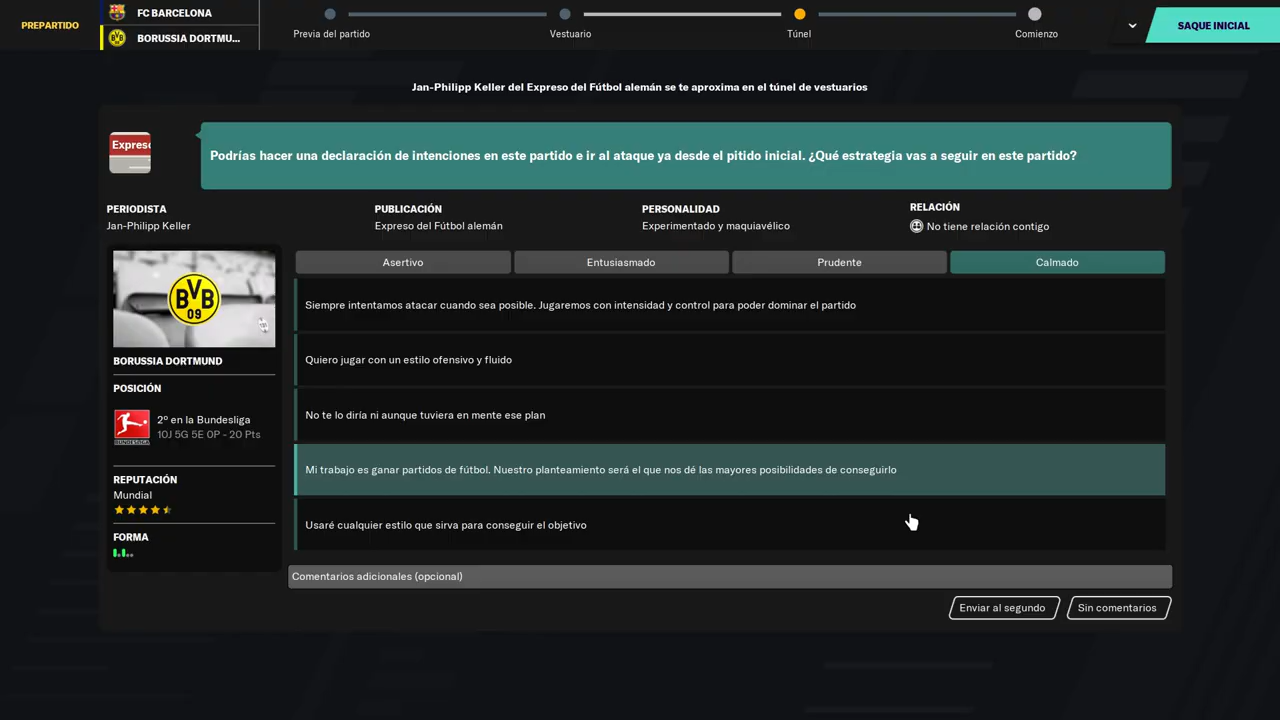 PREPARTIDO
FC BARCELONA
BORUSSIA DORTMU...
Previa del partido
Vestuario
Túnel
Comienzo
SAQUE INICIAL
Jan-Philipp Keller del Expreso del Fútbol alemán se te aproxima en el túnel de vestuarios
Podrías hacer una declaración de intenciones en este partido e ir al ataque ya desde el pitido inicial. ¿Qué estrategia vas a seguir en este partido?
PERIODISTA
Jan-Philipp Keller
PUBLICACIÓN
Expreso del Fútbol alemán
PERSONALIDAD
Experimentado y maquiavélico
RELACIÓN
No tiene relación contigo
BVB
09
BORUSSIA DORTMUND
POSICIÓN
BUNDESLIGA
2º en la Bundesliga
10J 5G 5E 0P - 20 Pts
REPUTACIÓN
Mundial
FORMA
Asertivo
Entusiasmado
Prudente
Calmado
Siempre intentamos atacar cuando sea posible. Jugaremos con intensidad y control para poder dominar el partido
Quiero jugar con un estilo ofensivo y fluido
No te lo diría ni aunque tuviera en mente ese plan
Mi trabajo es ganar partidos de fútbol. Nuestro planteamiento será el que nos dé las mayores posibilidades de conseguirlo
Usaré cualquier estilo que sirva para conseguir el objetivo
Comentarios adicionales (opcional)
Enviar al segundo
Sin comentarios